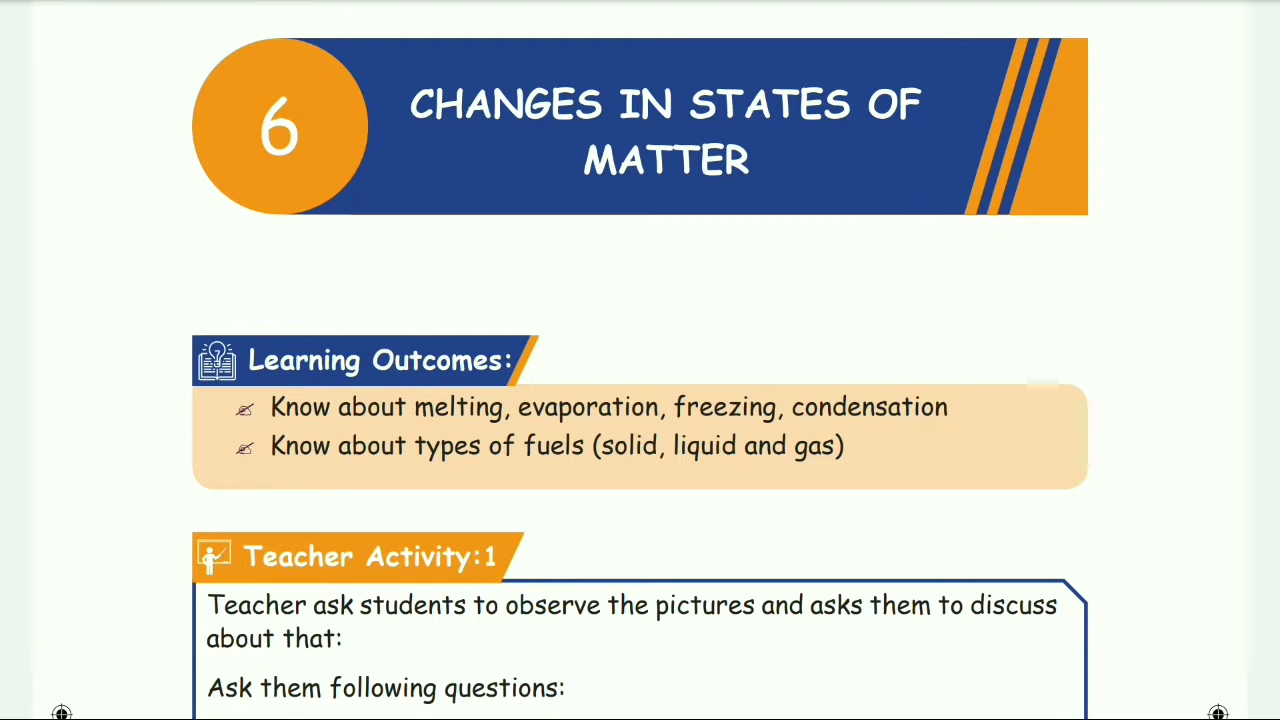 6
CHANGES IN STATES OF
MATTER
Learning Outcomes:
Know about melting, evaporation, freezing, condensation
Know about types of fuels (solid, liquid and gas)
Teacher Activity:1
Teacher ask students to observe the pictures and asks them to discuss
about that:
Ask them following questions: